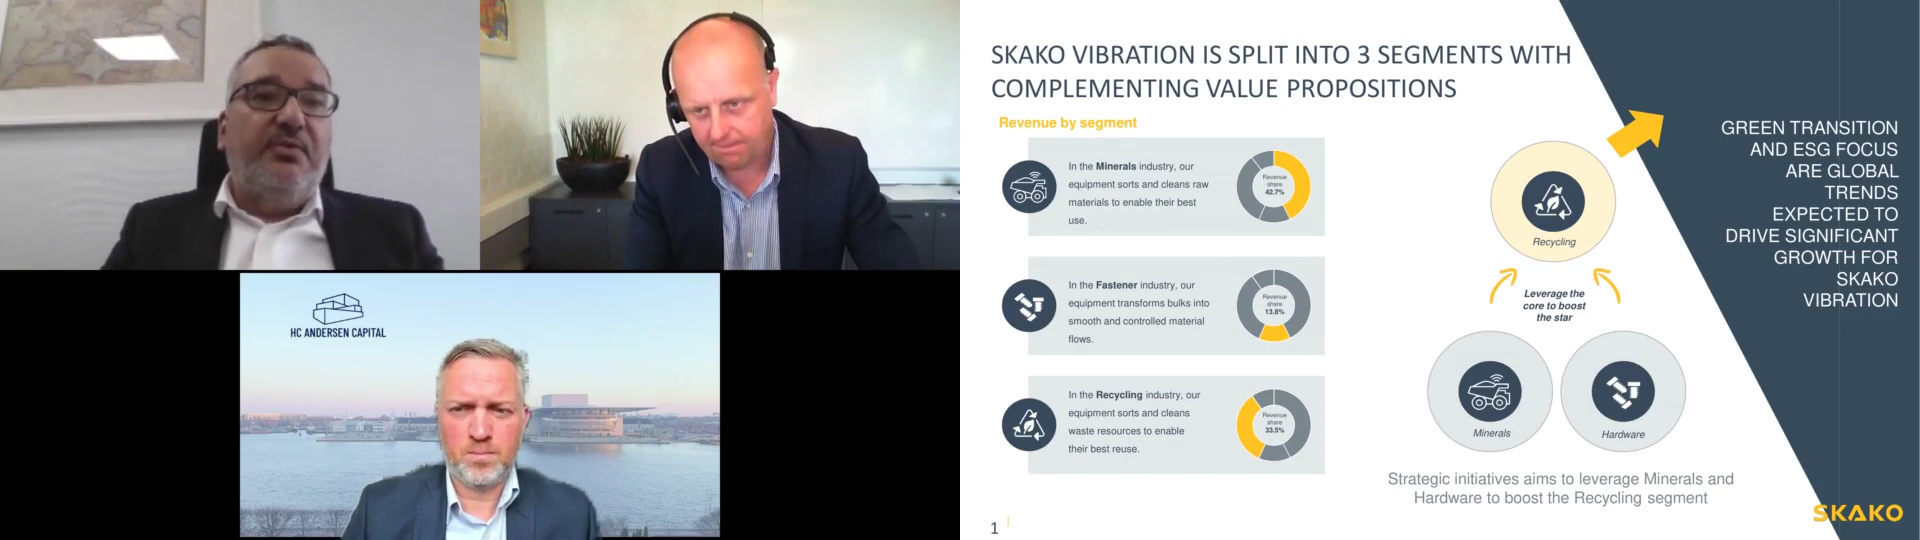 HC ANDERSEN CAPITAL
SKAKO VIBRATION IS SPLIT INTO 3 SEGMENTS WITH
COMPLEMENTING VALUE PROPOSITIONS
Revenue by segment
In the Minerals industry, our
equipment sorts and cleans raw
materials to enable their best
use.
Revenue
share
42.7%
In the Fastener industry, our
equipment transforms bulks into
smooth and controlled material
flows.
Revenue
share
13.8%
In the Recycling industry, our
equipment sorts and cleans
waste resources to enable
their best reuse.
Revenue
share
33.5%
Recycling
Leverage the
core to boost
the star
Minerals
Hardware
Strategic initiatives aims to leverage Minerals and
Hardware to boost the Recycling segment
GREEN TRANSITION
AND ESG FOCUS
ARE GLOBAL
TRENDS
EXPECTED TO
DRIVE SIGNIFICANT
GROWTH FOR
SKAKO
VIBRATION
SKAKO
1